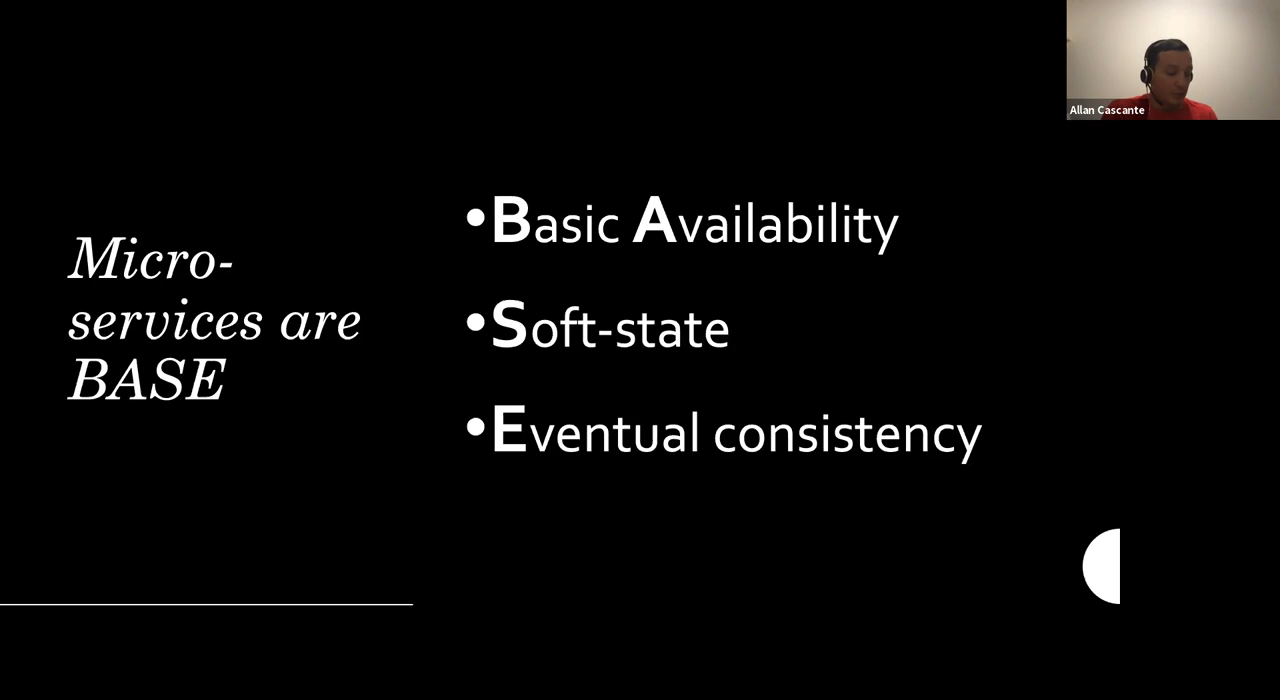 Micro-
services are
BASE
•Basic Availability
•Soft-state
•Eventual consistency
Allan Cascante